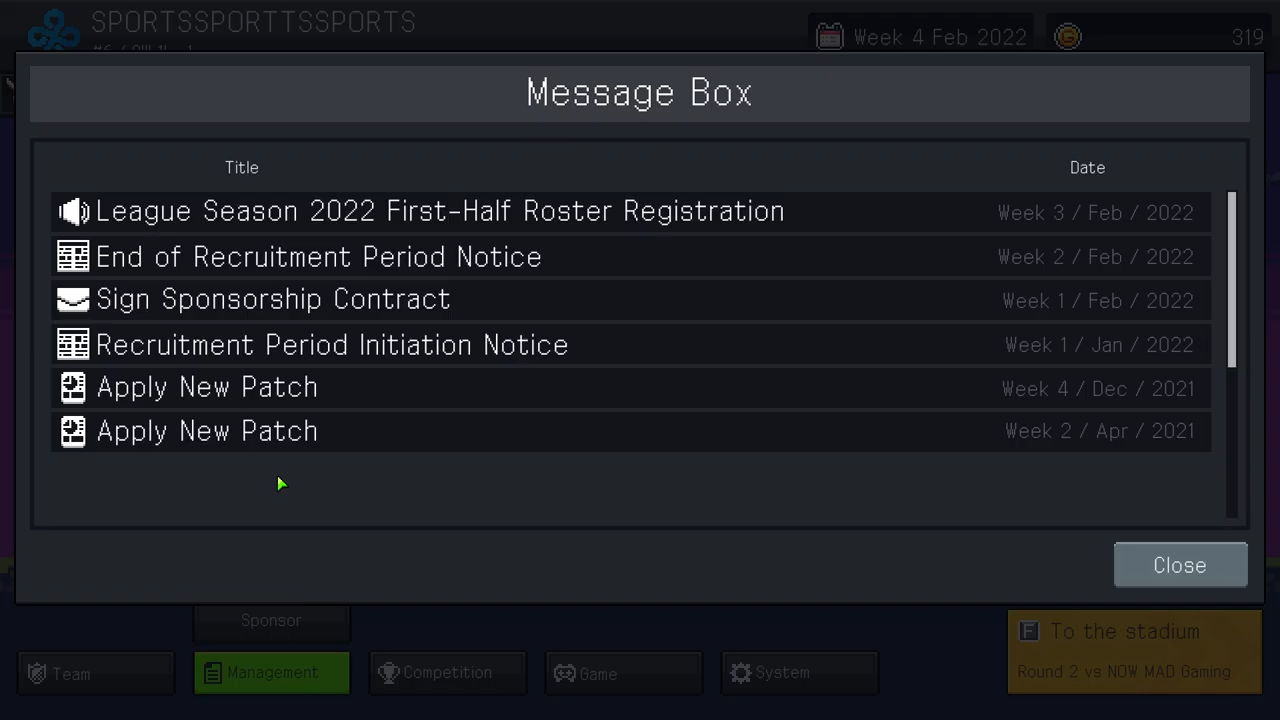 SPORTSSPORTTSSPORTS
Week 4 Feb 2022
319
Message Box
Title
Date
League Season 2022 First-Half Roster Registration
Week 3 / Feb / 2022
End of Recruitment Period Notice
Week 2 / Feb / 2022
Sign Sponsorship Contract
Week 1 / Feb / 2022
Recruitment Period Initiation Notice
Week 1 / Jan / 2022
Apply New Patch
Week 4 / Dec / 2021
Apply New Patch
Week 2 / Apr / 2021
Close
Sponsor
F To the stadium
Team
Management
Competition
Game
System
Round 2 vs NOW MAD Gaming